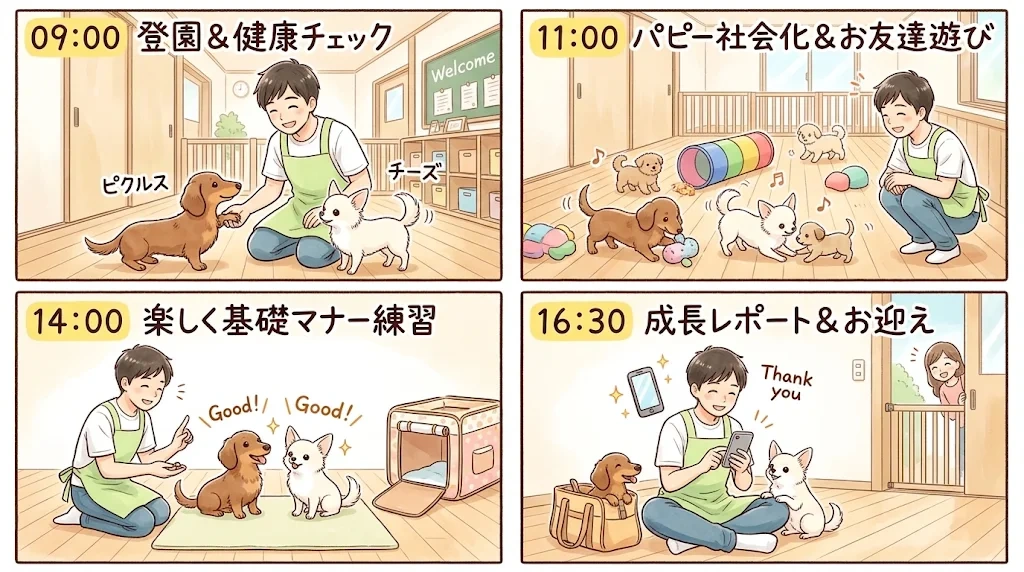 09:00 登園&健康チェック
Welcome
ピクルス
チーズ
11:00 パピー社会化&お友達遊び
14:00 楽しく基礎マナー練習
Good!
Good!
16:30 成長レポート&お迎え
Thank
you